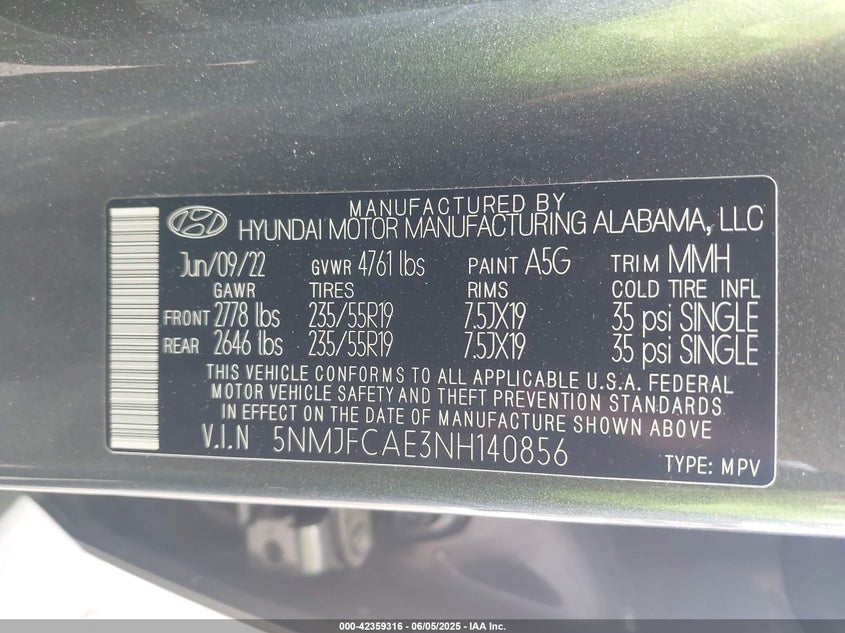 MANUFACTURED BY
HYUNDAI MOTOR MANUFACTURING ALABAMA, LLC
Jun/09/22 GVWR 4761 lbs PAINT A5G TRIM MMH
GAWR TIRES RIMS COLD TIRE INFL
FRONT 2778 lbs 235/55R19 7.5JX19 35 psi SINGLE
REAR 2646 lbs 235/55R19 7.5JX19 35 psi SINGLE
THIS VEHICLE CONFORMS TO ALL APPLICABLE U.S.A. FEDERAL
MOTOR VEHICLE SAFETY AND THEFT PREVENTION STANDARDS
IN EFFECT ON THE DATE OF MANUFACTURE SHOWN ABOVE
V.I.N 5NMJFCAE3NH140856
TYPE: MPV
000-42359316 - 06/05/2025 - IAA Inc.